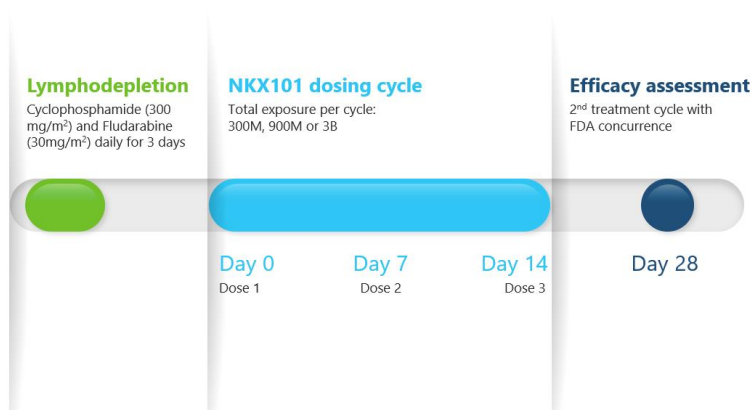 Lymphodepletion
Cyclophosphamide (300
mg/m²) and Fludarabine
(30mg/m²) daily for 3 days
NKX101 dosing cycle
Total exposure per cycle:
300M, 900M or 3B
Efficacy assessment
2ⁿᵈ treatment cycle with
FDA concurrence
Day 0
Dose 1
Day 7
Dose 2
Day 14
Dose 3
Day 28